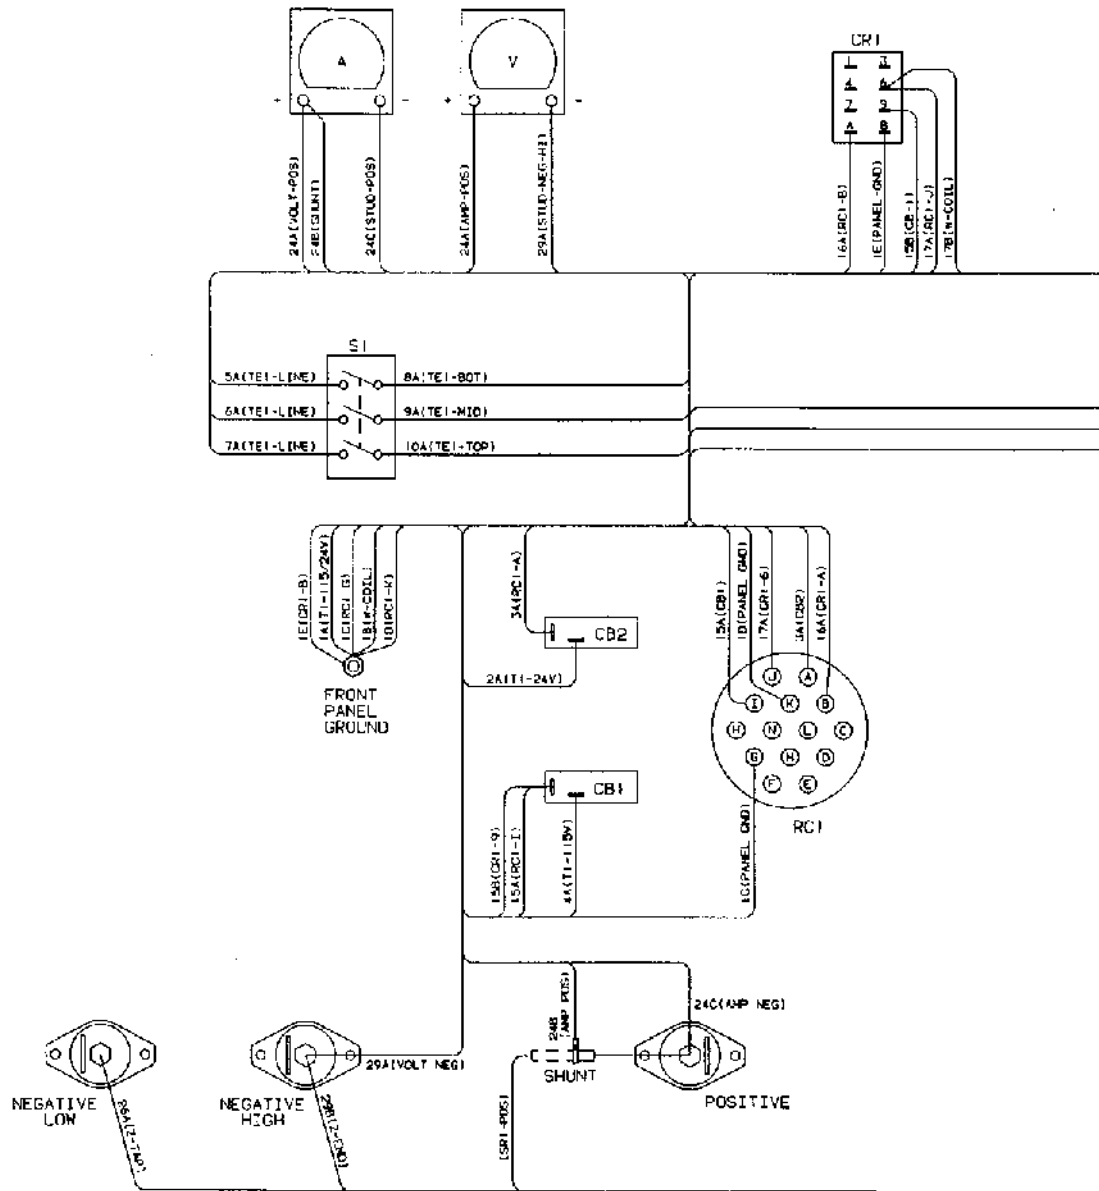 CR1
A
V
1 3
4 6
7 9
A B
+ - + -
24A(VOLT-POS)
24B(SHUNT)
24C(STUD-POS)
24A(AMP-POS)
29A(STUD-NEG-HI)
16A(RC1-B)
1E(PANEL-GND)
15B(CB-1)
17A(RC1-J)
17B(W-COIL)
S1
5A(TE1-LINE) 8A(TE1-BOT)
6A(TE1-LINE) 9A(TE1-MID)
7A(TE1-LINE) 10A(TE1-TOP)
1E(CR1-B)
1A(T1-115/24V)
1C(RC1-G)
1B(W-COIL)
1D(RC1-K)
FRONT
PANEL
GROUND
3A(RC1-A)
CB2
2A(T1-24V)
15A(CB1)
1D(PANEL GND)
17A(CR1-6)
3A(CB2)
16A(CR1-A)
J A
I K B
H N L C
G M D
F E
RC1
CB1
15B(CR1-9)
15A(RC1-I)
4A(T1-115V)
1C(PANEL GND)
24B
(AMP POS)
24C(AMP NEG)
29A(VOLT NEG)
SHUNT
POSITIVE
NEGATIVE
LOW
NEGATIVE
HIGH
26A(Z-TAP)
29B(Z-END)
(SR1-POS)